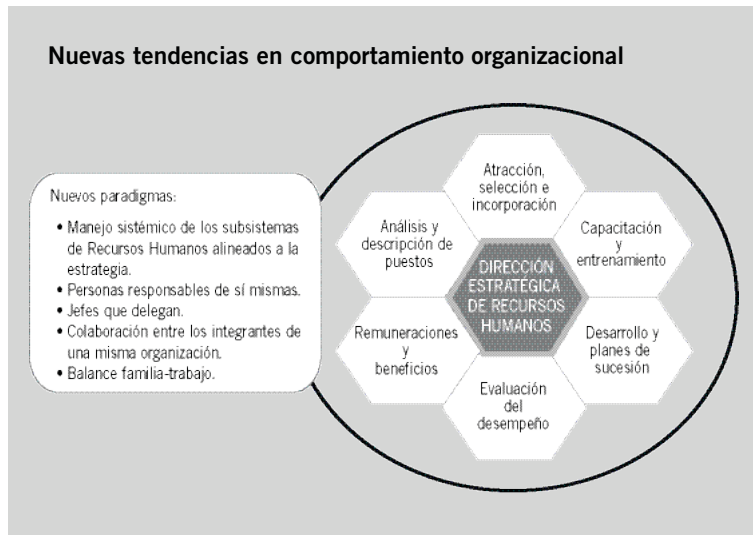 Nuevas tendencias en comportamiento organizacional
Nuevos paradigmas:
• Manejo sistémico de los subsistemas
de Recursos Humanos alineados a la
estrategia.
• Personas responsables de sí mismas.
• Jefes que delegan.
• Colaboración entre los integrantes de
una misma organización.
• Balance familia-trabajo.
Atracción,
selección e
incorporación
Análisis y
descripción de
puestos
Capacitación
y
entrenamiento
DIRECCIÓN
ESTRATÉGICA
DE RECURSOS
HUMANOS
Remuneraciones
y
beneficios
Desarrollo y
planes de
sucesión
Evaluación
del
desempeño